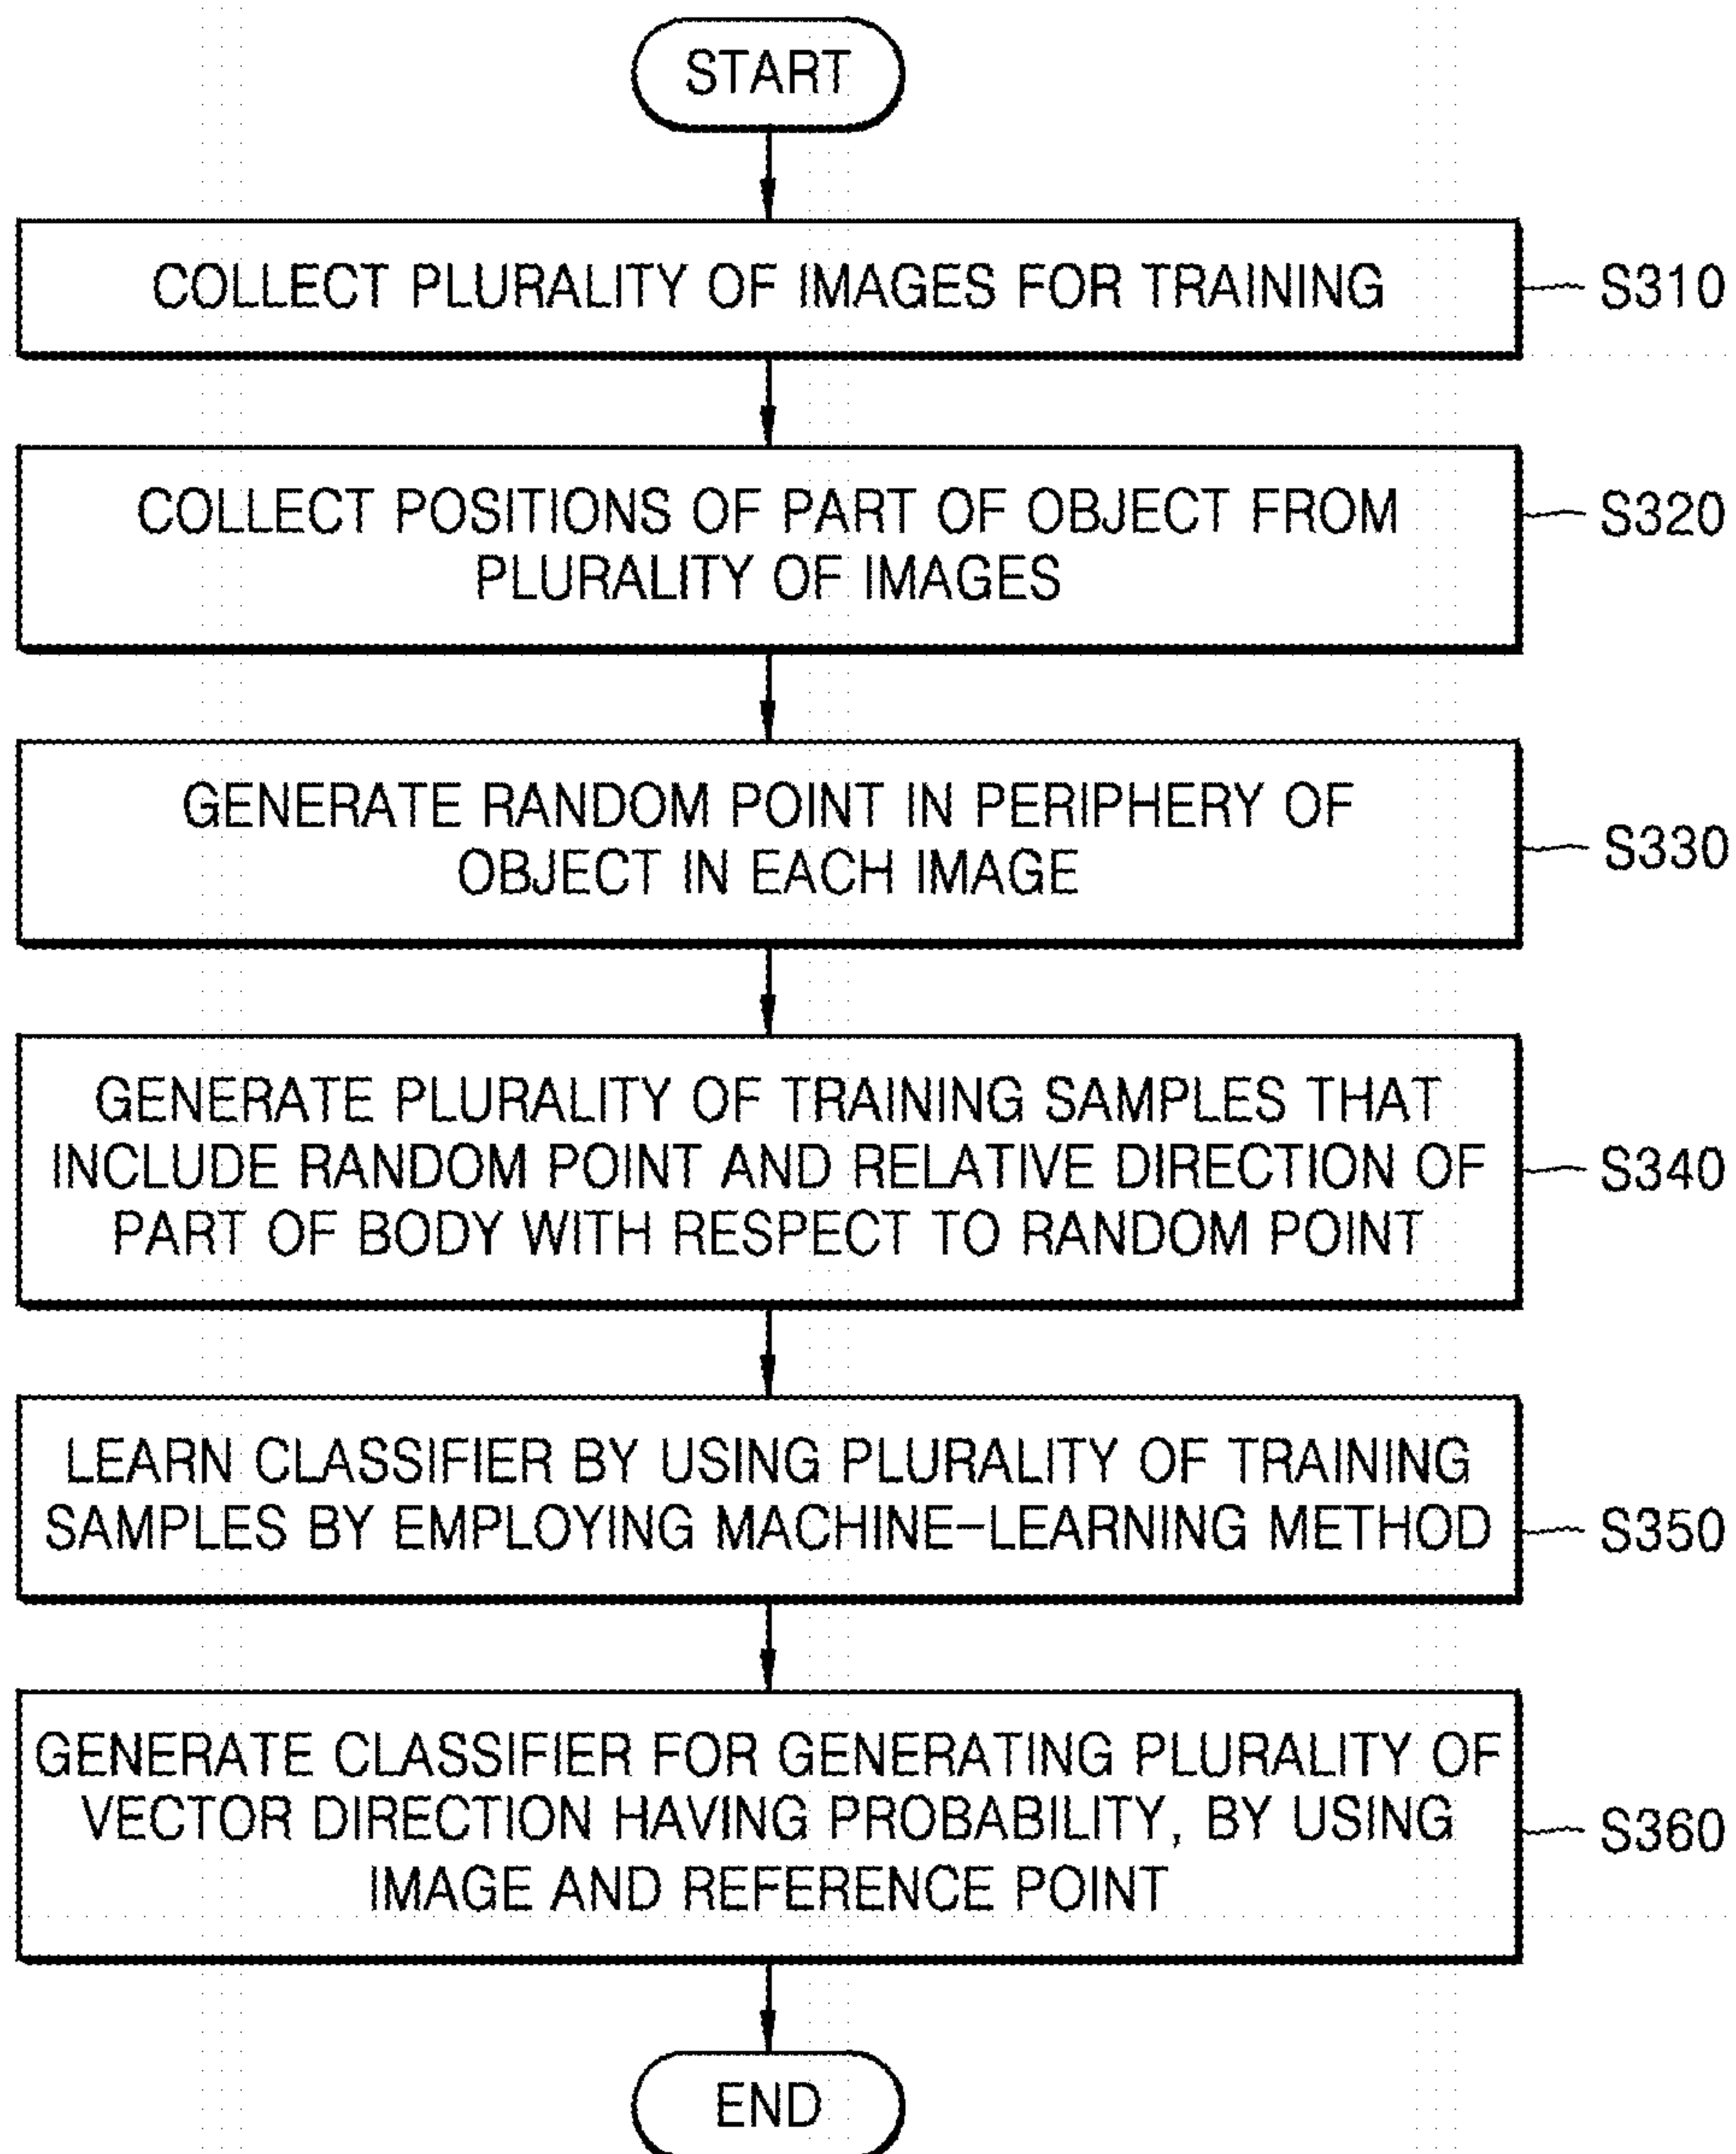 START
COLLECT PLURALITY OF IMAGES FOR TRAINING
S310
COLLECT POSITIONS OF PART OF OBJECT FROM
PLURALITY OF IMAGES
S320
GENERATE RANDOM POINT IN PERIPHERY OF
OBJECT IN EACH IMAGE
S330
GENERATE PLURALITY OF TRAINING SAMPLES THAT
INCLUDE RANDOM POINT AND RELATIVE DIRECTION OF
PART OF BODY WITH RESPECT TO RANDOM POINT
S340
LEARN CLASSIFIER BY USING PLURALITY OF TRAINING
SAMPLES BY EMPLOYING MACHINE-LEARNING METHOD
S350
GENERATE CLASSIFIER FOR GENERATING PLURALITY OF
VECTOR DIRECTION HAVING PROBABILITY, BY USING
IMAGE AND REFERENCE POINT
S360
END